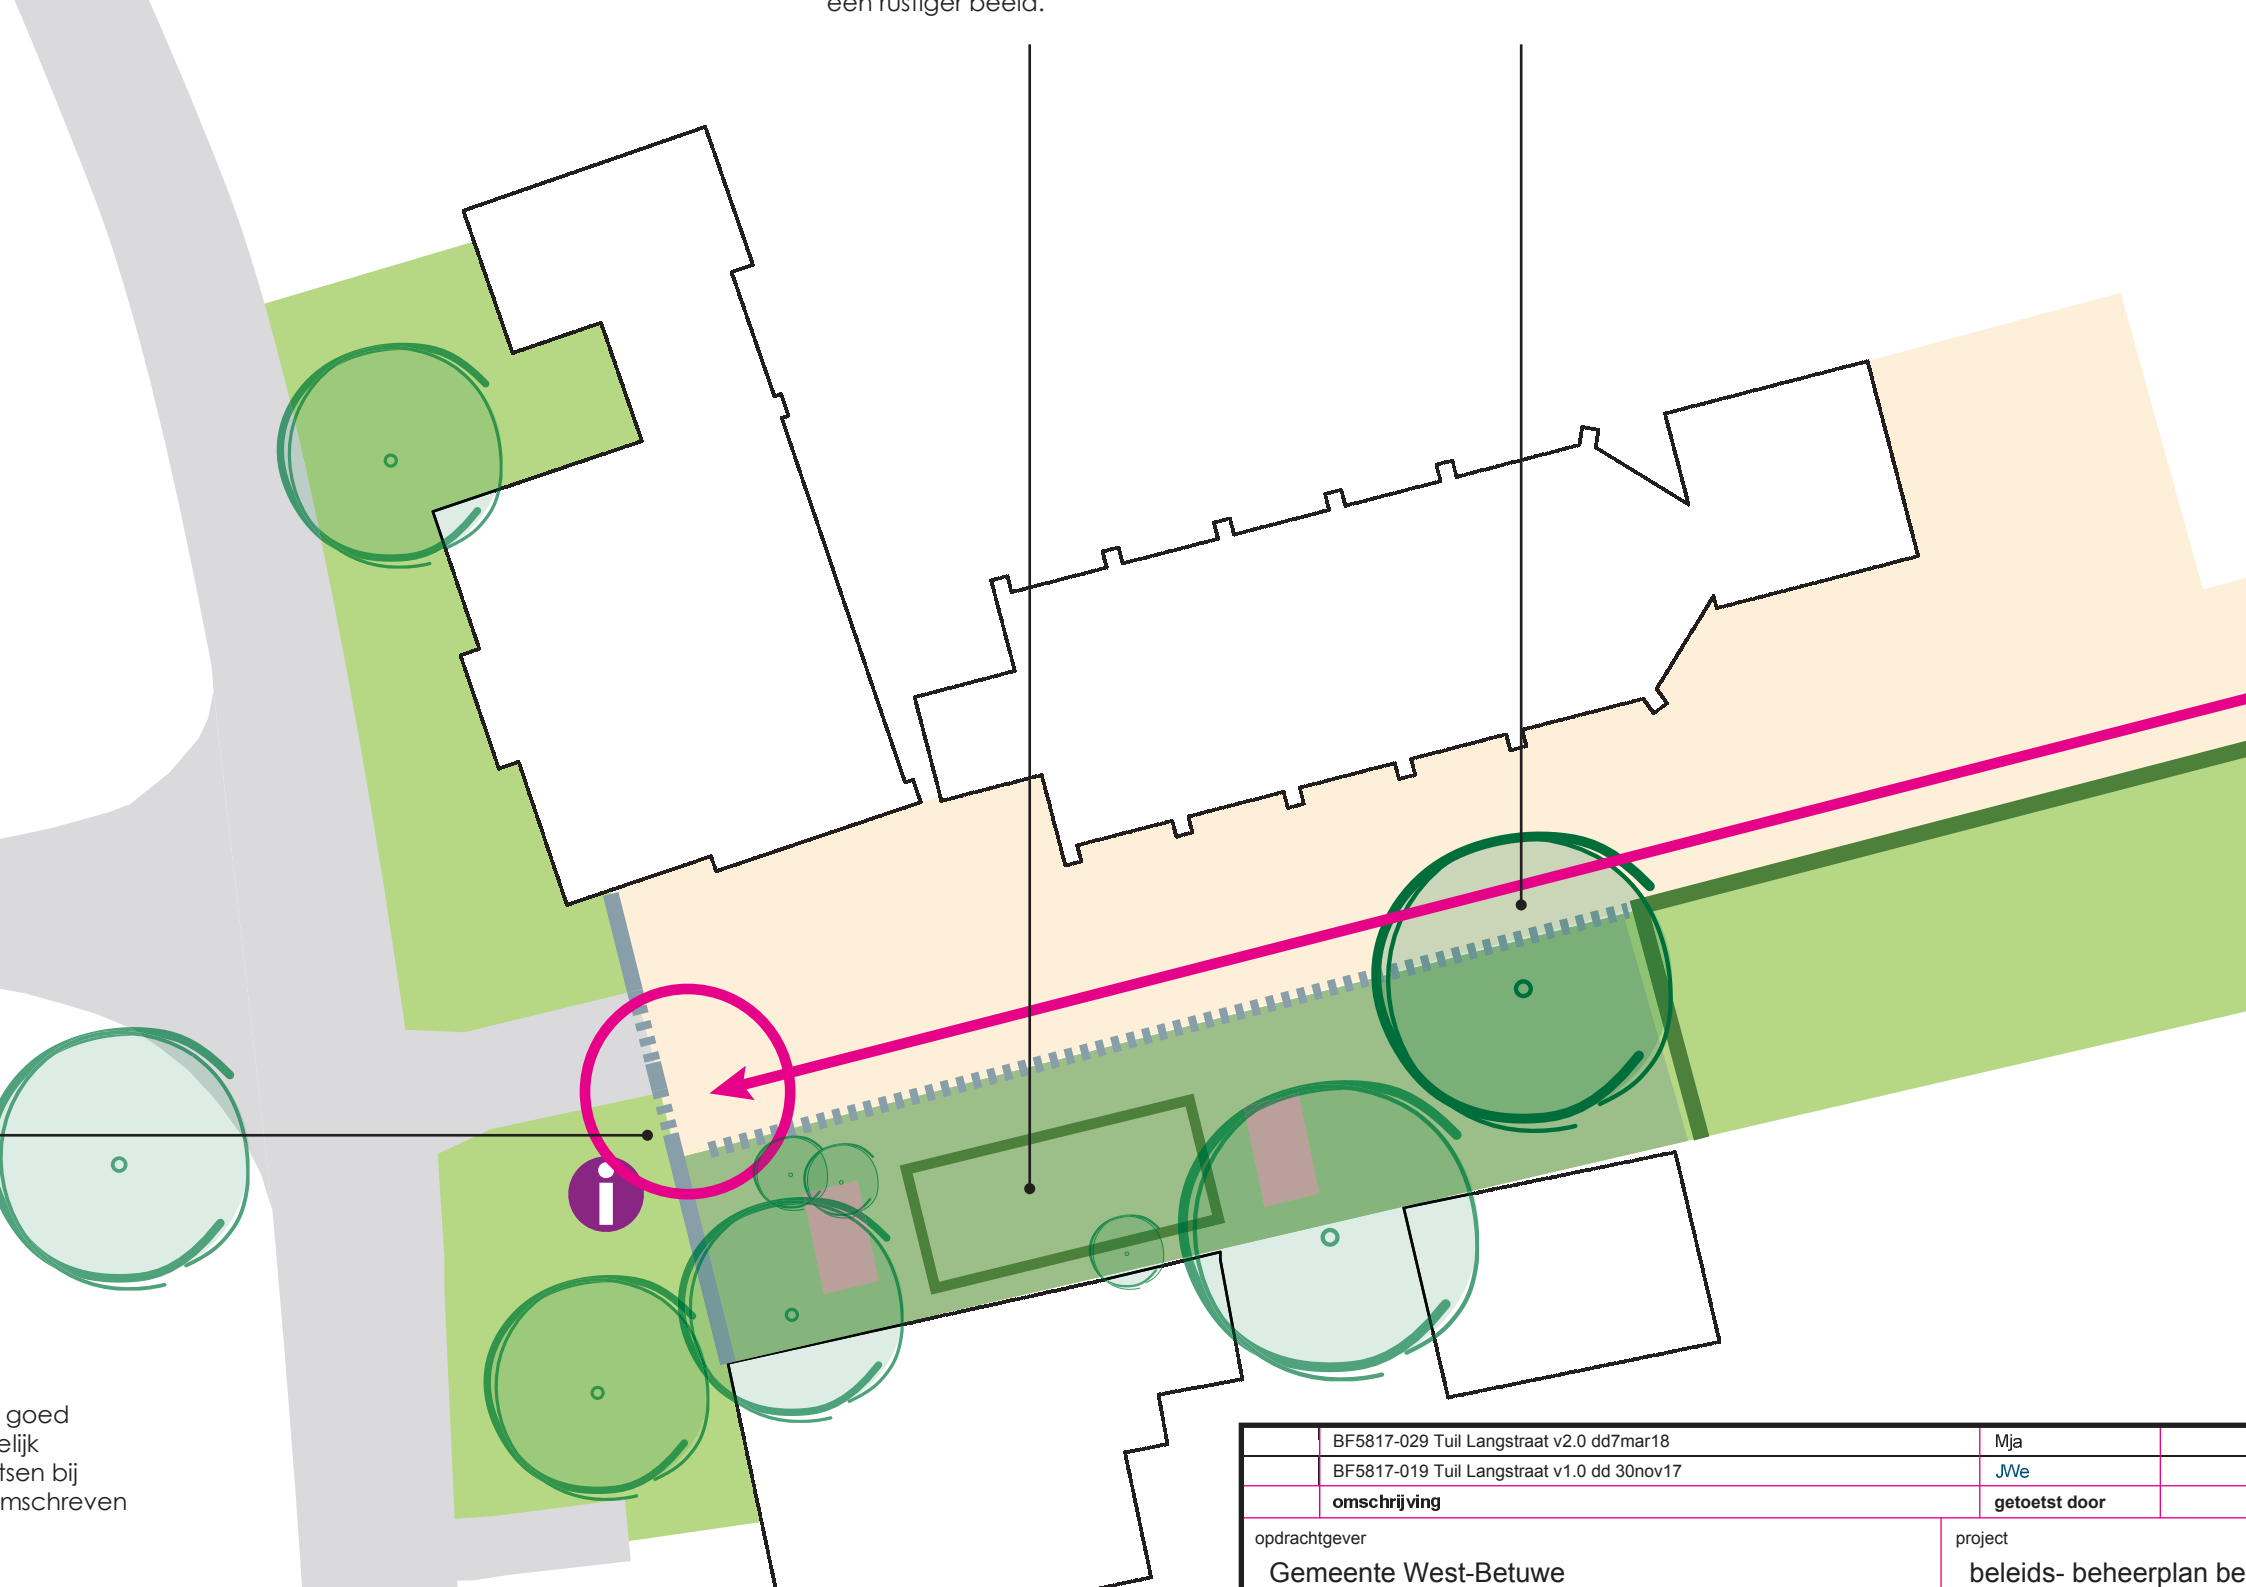 een rustiger beeld.
i
goed
elijk
tsen bij
mschreven
BF5817-029 Tuil Langstraat v2.0 dd7mar18 Mja
BF5817-019 Tuil Langstraat v1.0 dd 30nov17 JWe
omschrijving getoetst door
opdrachtgever project
Gemeente West-Betuwe beleids- beheerplan be